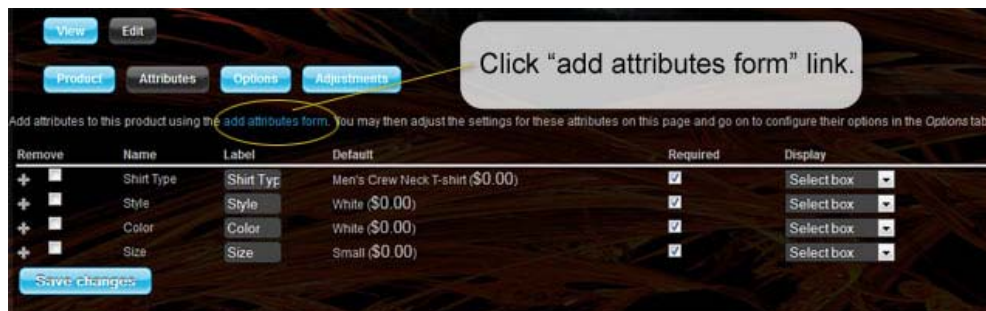 View Edit
Click “add attributes form” link.
Product Attributes Options Adjustments
Add attributes to this product using the add attributes form. You may then adjust the settings for these attributes on this page and go on to configure their options in the Options tab
Remove Name Label Default Required Display
Shirt Type Shirt Typ Men's Crew Neck T-shirt ($0.00) Select box
Style Style White ($0.00) Select box
Color Color White ($0.00) Select box
Size Size Small ($0.00) Select box
Save changes